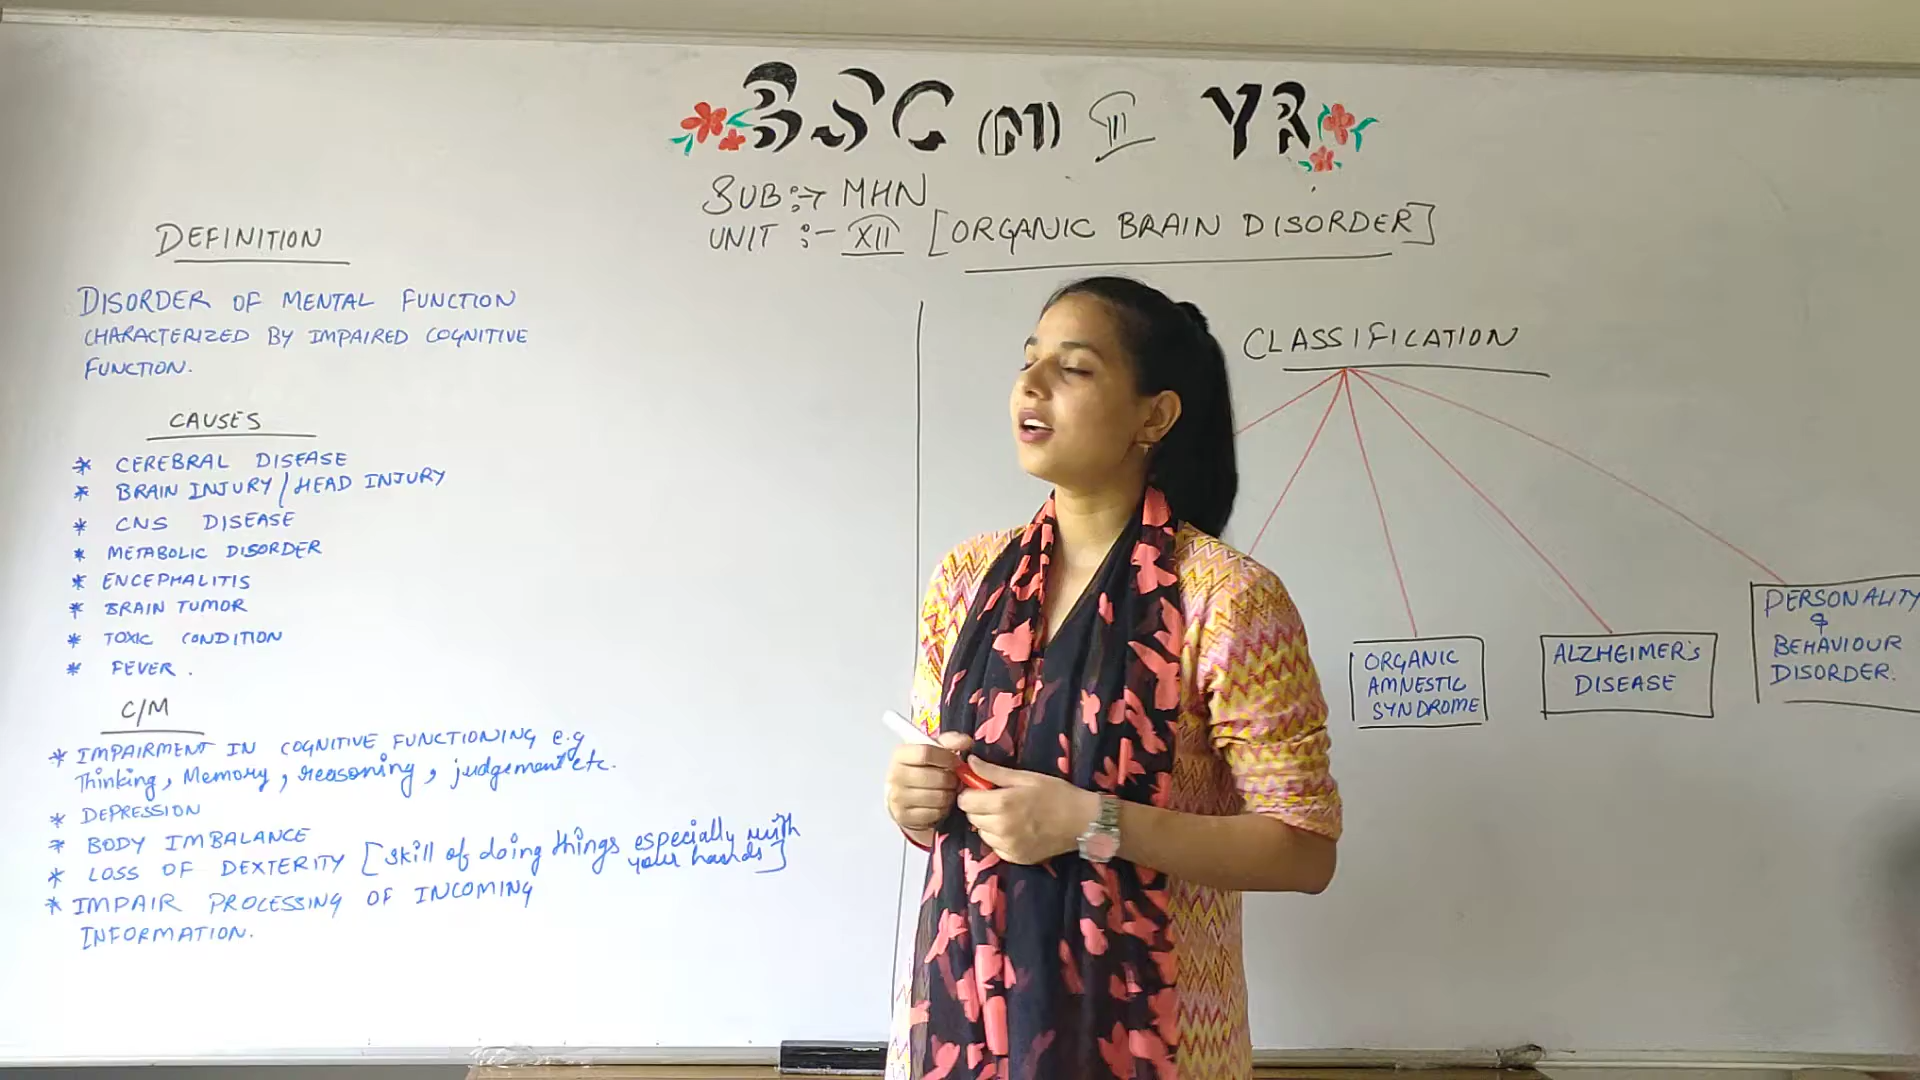 BSC (N) III YR
SUB:→ MHN
UNIT :- XII [ORGANIC BRAIN DISORDER]
DEFINITION
DISORDER OF MENTAL FUNCTION
CHARACTERIZED BY IMPAIRED COGNITIVE
FUNCTION.
CAUSES
* CEREBRAL DISEASE
* BRAIN INJURY / HEAD INJURY
* CNS DISEASE
* METABOLIC DISORDER
* ENCEPHALITIS
* BRAIN TUMOR
* TOXIC CONDITION
* FEVER.
C/M
* IMPAIRMENT IN COGNITIVE FUNCTIONING e.g
Thinking, Memory, reasoning, judgement etc.
* DEPRESSION
* BODY IMBALANCE
* LOSS OF DEXTERITY [skill of doing things especially with
your hands]
* IMPAIR PROCESSING OF INCOMING
INFORMATION.
CLASSIFICATION
ORGANIC
AMNESTIC
SYNDROME
ALZHEIMER'S
DISEASE
PERSONALITY
&
BEHAVIOUR
DISORDER.